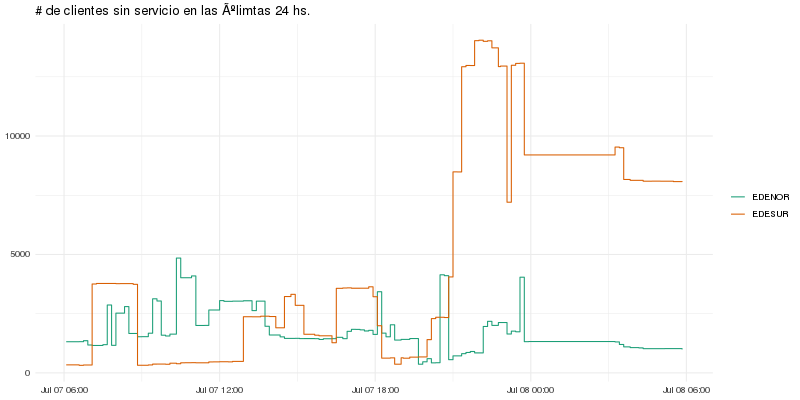 # de clientes sin servicio en las Ãºlimtas 24 hs.
10000
5000
0
Jul 07 06:00
Jul 07 12:00
Jul 07 18:00
Jul 08 00:00
Jul 08 06:00
EDENOR
EDESUR